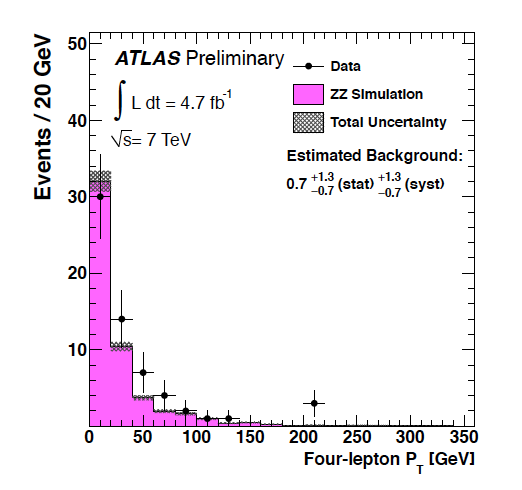 ATLAS Preliminary
∫ L dt = 4.7 fb⁻¹
√s= 7 TeV
Data
ZZ Simulation
Total Uncertainty
Estimated Background:
0.7 +1.3 −0.7 (stat) +1.3 −0.7 (syst)
Events / 20 GeV
50
40
30
20
10
0 50 100 150 200 250 300 350
Four-lepton P_T [GeV]